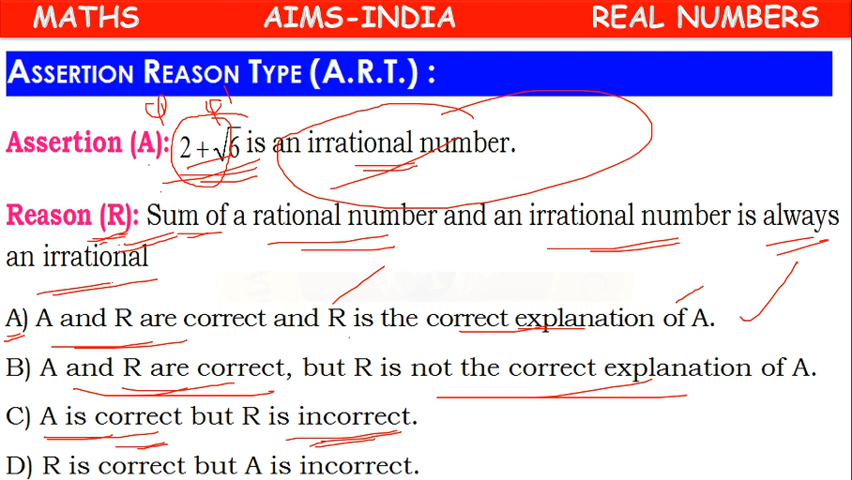 MATHS AIMS-INDIA REAL NUMBERS
ASSERTION REASON TYPE (A.R.T.) :
Assertion (A): 2+√6 is an irrational number.
Reason (R): Sum of a rational number and an irrational number is always
an irrational
A) A and R are correct and R is the correct explanation of A.
B) A and R are correct, but R is not the correct explanation of A.
C) A is correct but R is incorrect.
D) R is correct but A is incorrect.